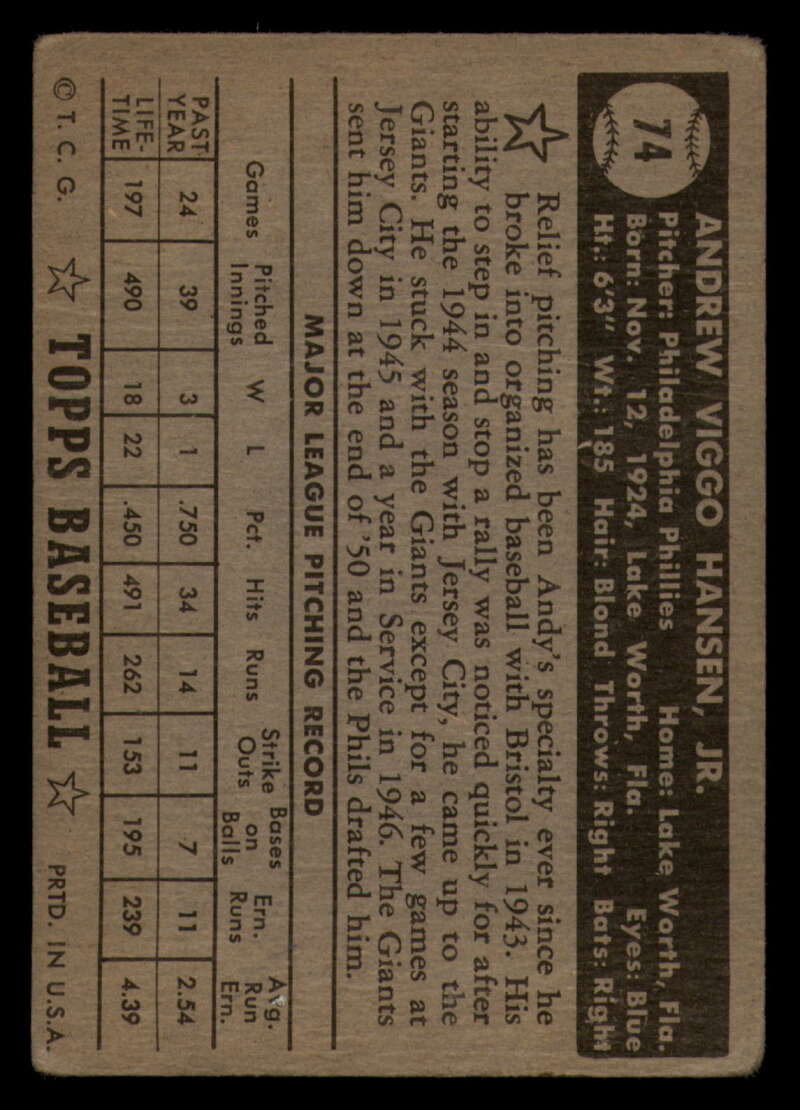 74
ANDREW VIGGO HANSEN, JR.
Pitcher: Philadelphia Phillies Home: Lake Worth, Fla.
Born: Nov. 12, 1924, Lake Worth, Fla. Eyes: Blue
Ht.: 6'3" Wt.: 185 Hair: Blond Throws: Right Bats: Right
Relief pitching has been Andy's specialty ever since he
broke into organized baseball with Bristol in 1943. His
ability to step in and stop a rally was noticed quickly for after
starting the 1944 season with Jersey City, he came up to the
Giants. He stuck with the Giants except for a few games at
Jersey City in 1945 and a year in Service in 1946. The Giants
sent him down at the end of '50 and the Phils drafted him.
MAJOR LEAGUE PITCHING RECORD
Games Pitched Innings W L Pct. Hits Runs Strike Outs Bases on Balls Ern. Runs Avg. Run Ern.
PAST YEAR 24 39 3 1 .750 34 14 11 7 11 2.54
LIFE-TIME 197 490 18 22 .450 491 262 153 195 239 4.39
© T. C. G. TOPPS BASEBALL PRTD. IN U.S.A.